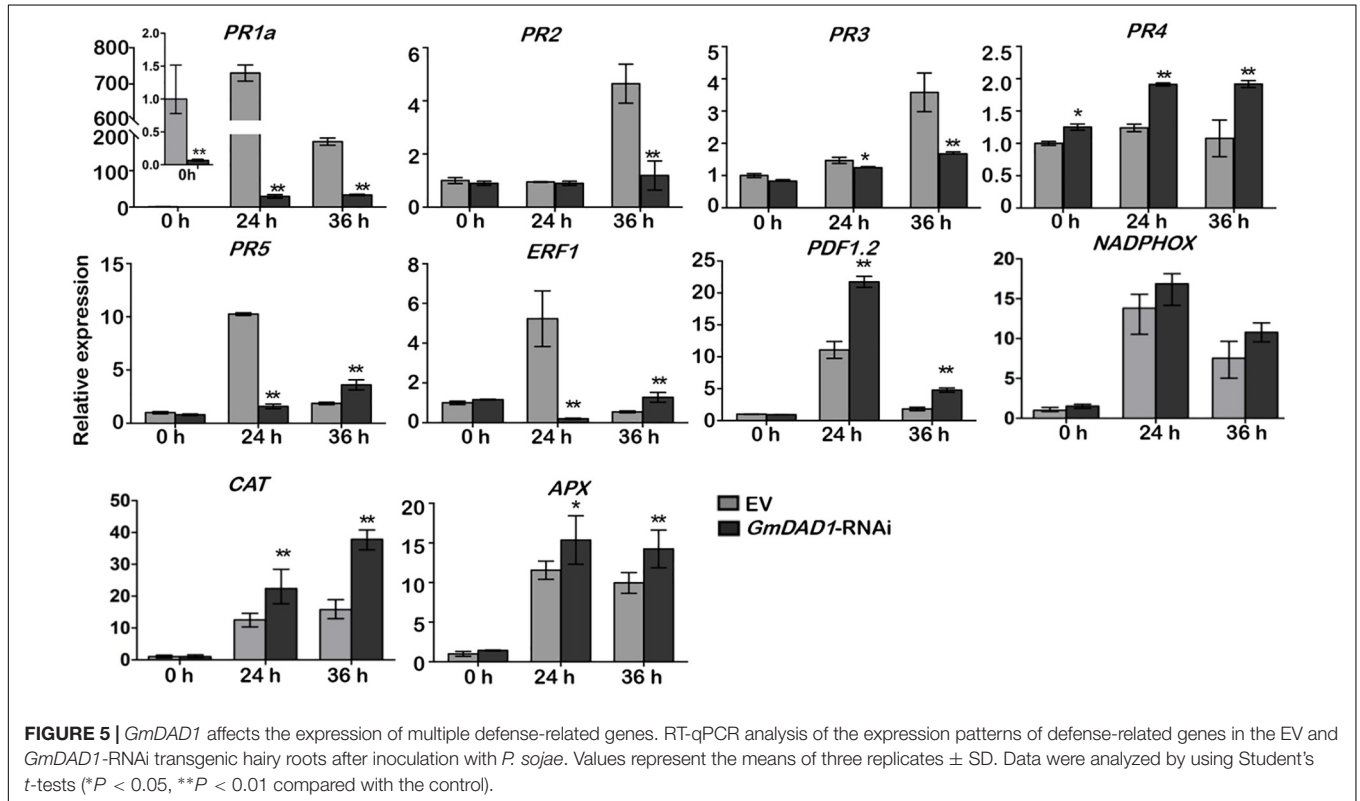 PR1a
800
700
600
200
100
0
2.0
1.5
1.0
0.5
0.0
**
0h
**
**
0 h 24 h 36 h
PR2
6
4
2
0
**
0 h 24 h 36 h
PR3
5
4
3
2
1
0
*
**
0 h 24 h 36 h
PR4
2.5
2.0
1.5
1.0
0.5
0
*
**
**
0 h 24 h 36 h
Relative expression
PR5
15
10
5
0
**
**
0 h 24 h 36 h
ERF1
8
6
4
2
0
**
**
0 h 24 h 36 h
PDF1.2
25
20
15
10
5
0
**
**
0 h 24 h 36 h
NADPHOX
20
15
10
5
0
0 h 24 h 36 h
CAT
50
40
30
20
10
0
**
**
0 h 24 h 36 h
APX
20
15
10
5
0
*
**
0 h 24 h 36 h
EV
GmDAD1-RNAi
FIGURE 5 | GmDAD1 affects the expression of multiple defense-related genes. RT-qPCR analysis of the expression patterns of defense-related genes in the EV and
GmDAD1-RNAi transgenic hairy roots after inoculation with P. sojae. Values represent the means of three replicates ± SD. Data were analyzed by using Student's
t-tests (*P < 0.05, **P < 0.01 compared with the control).